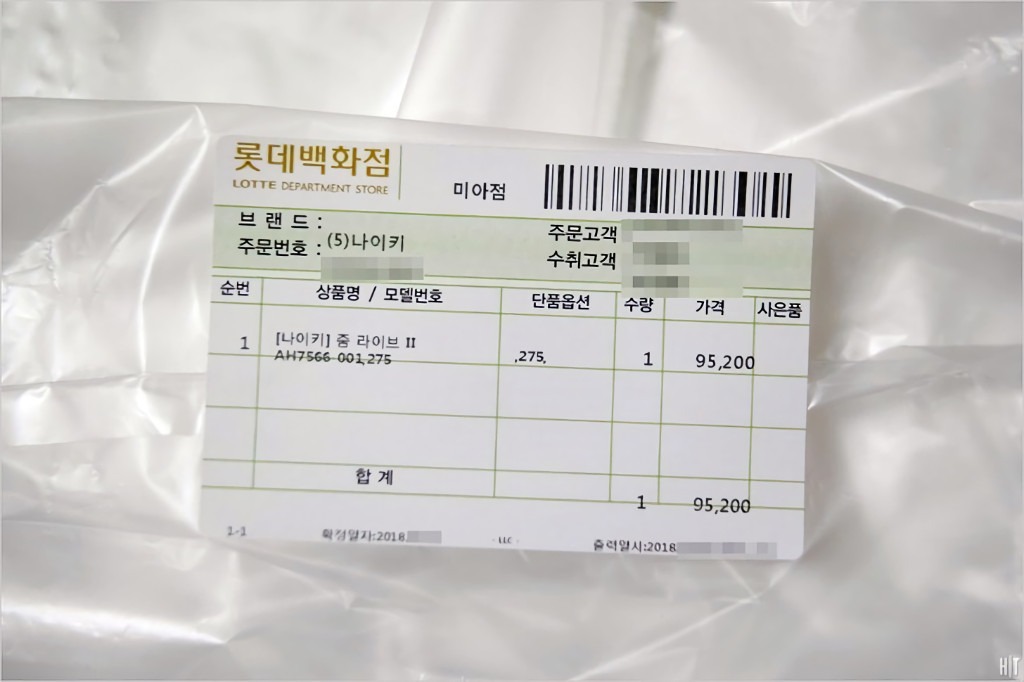 롯데백화점
LOTTE DEPARTMENT STORE
미아점
브 랜 드 :
주문번호 : (5)나이키
주문고객
수취고객
순번 상품명 / 모델번호 단품옵션 수량 가격 사은품
1 [나이키] 줌 라이브 II
AH7566 001,275 ,275, 1 95,200
합 계
1 95,200
1-1 확정일자:2018. - LLC - 출력일시:2018
HIT